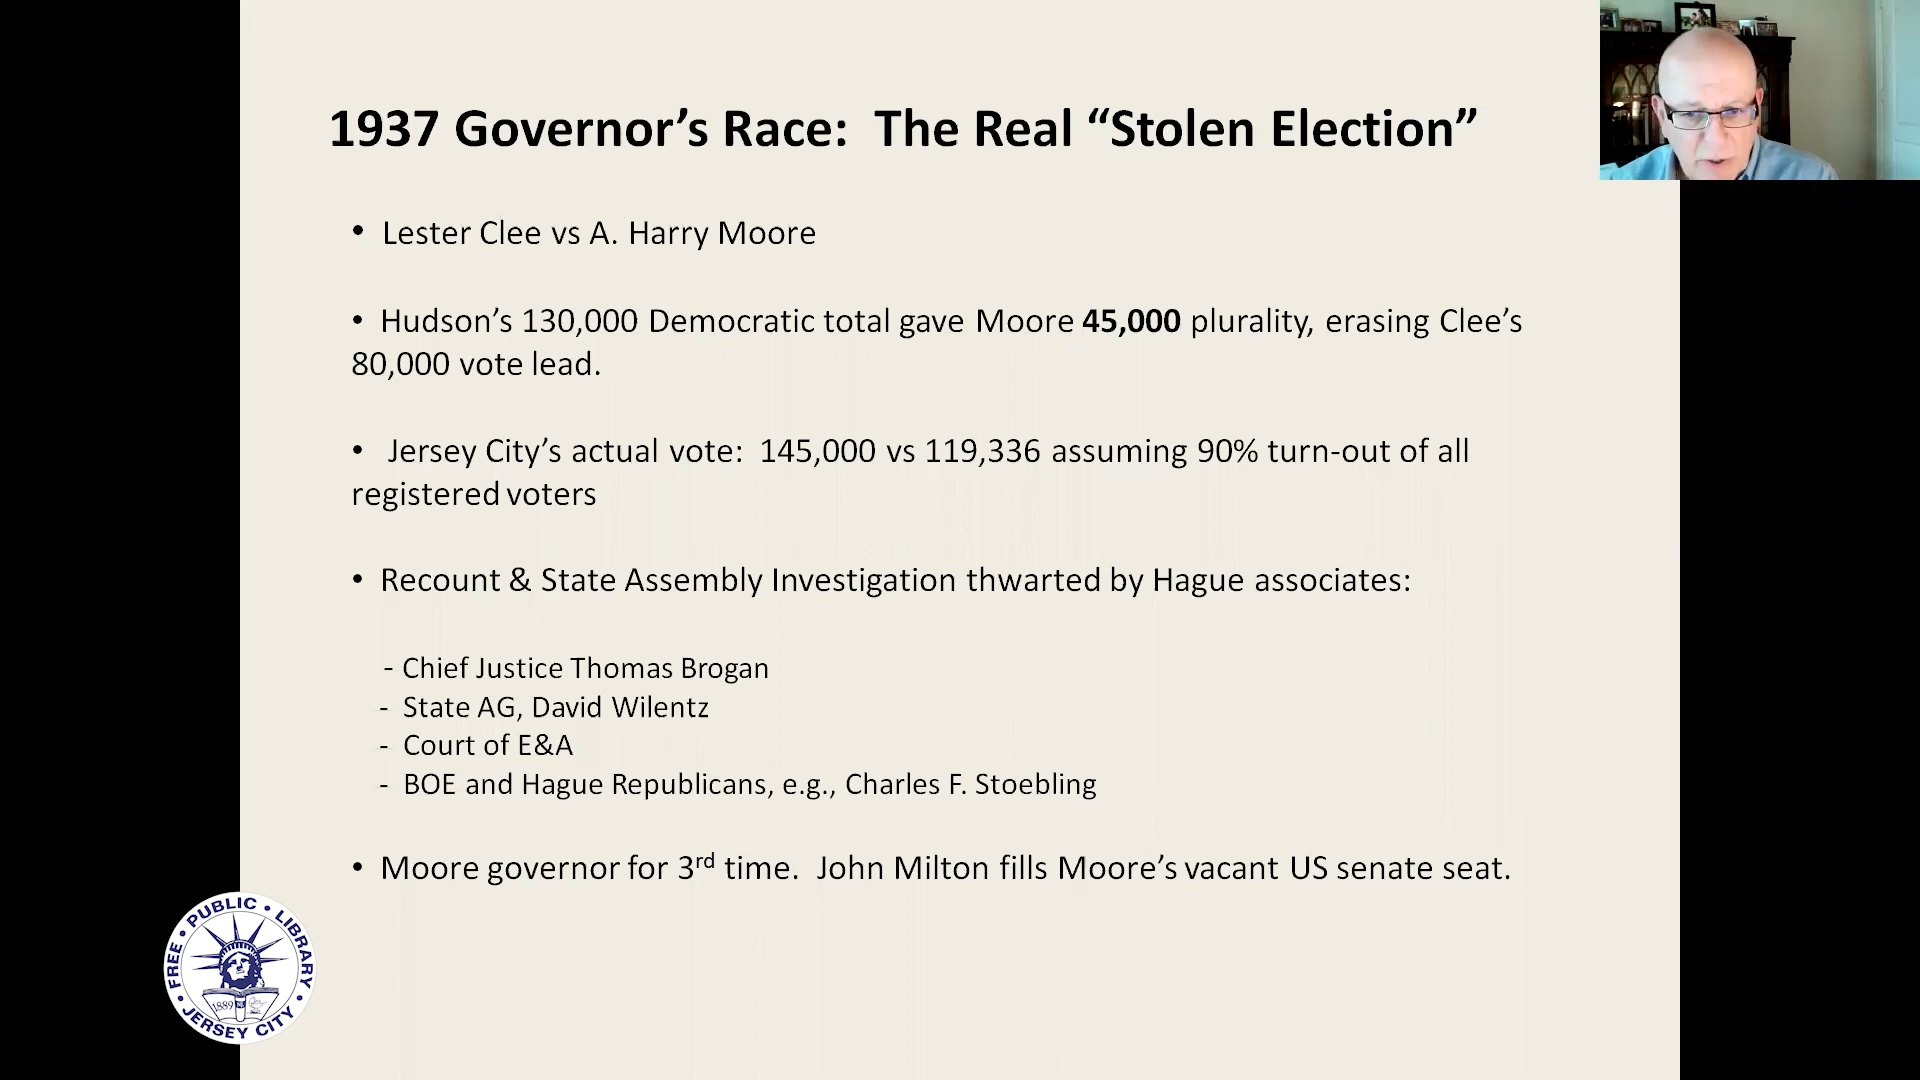 1937 Governor’s Race:  The Real “Stolen Election”
• Lester Clee vs A. Harry Moore
• Hudson’s 130,000 Democratic total gave Moore 45,000 plurality, erasing Clee’s
80,000 vote lead.
• Jersey City’s actual vote:  145,000 vs 119,336 assuming 90% turn-out of all
registered voters
• Recount & State Assembly Investigation thwarted by Hague associates:
- Chief Justice Thomas Brogan
- State AG, David Wilentz
- Court of E&A
- BOE and Hague Republicans, e.g., Charles F. Stoebling
• Moore governor for 3rd time.  John Milton fills Moore’s vacant US senate seat.
FREE • PUBLIC • LIBRARY
1889
• JERSEY CITY •